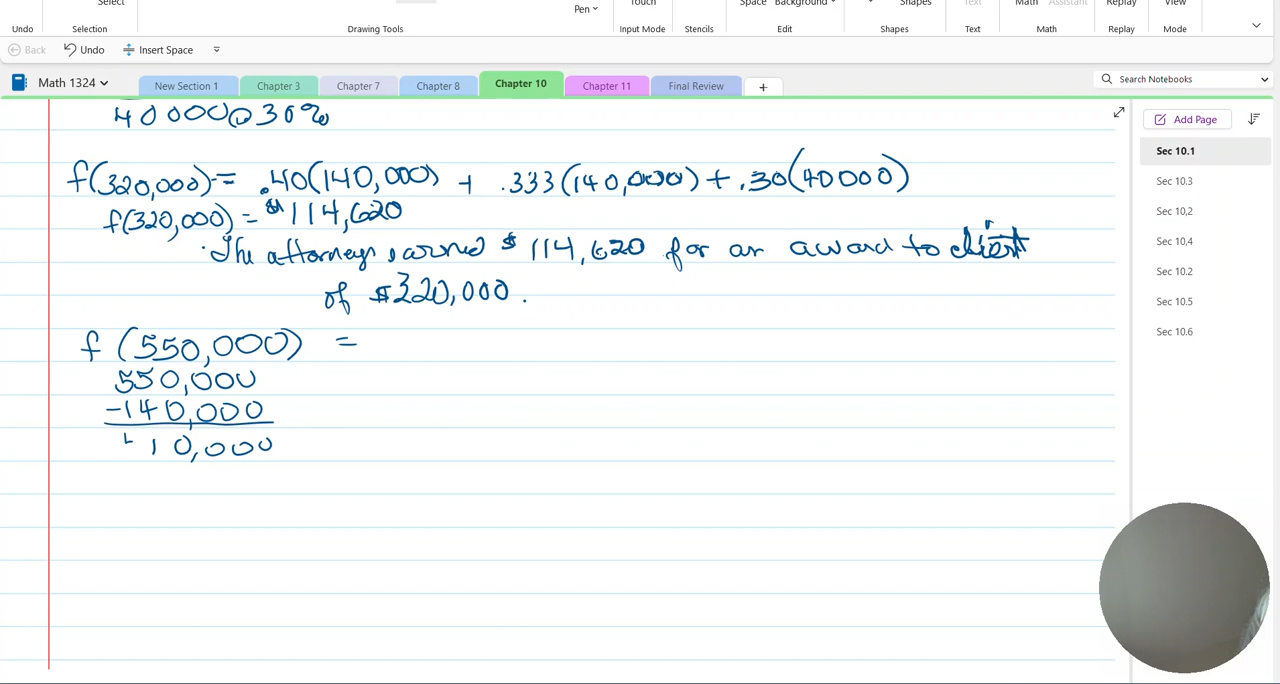 Select
Pen
Touch
Space Background
Shapes
Text
Math Assistant
Replay
View
Undo
Selection
Drawing Tools
Input Mode
Stencils
Edit
Shapes
Text
Math
Replay
Mode
Back Undo Insert Space
Math 1324
New Section 1
Chapter 3
Chapter 7
Chapter 8
Chapter 10
Chapter 11
Final Review
+
Search Notebooks
Add Page
Sec 10.1
Sec 10.3
Sec 10,2
Sec 10,4
Sec 10.2
Sec 10.5
Sec 10.6
40000@30%
f(320,000) = .40(140,000) + .333(140,000) + .30(40000)
f(320,000) = $114,620
The attorneys earned $114,620 for an award to client
of $320,000.
f (550,000) =
550,000
-140,000
10,000